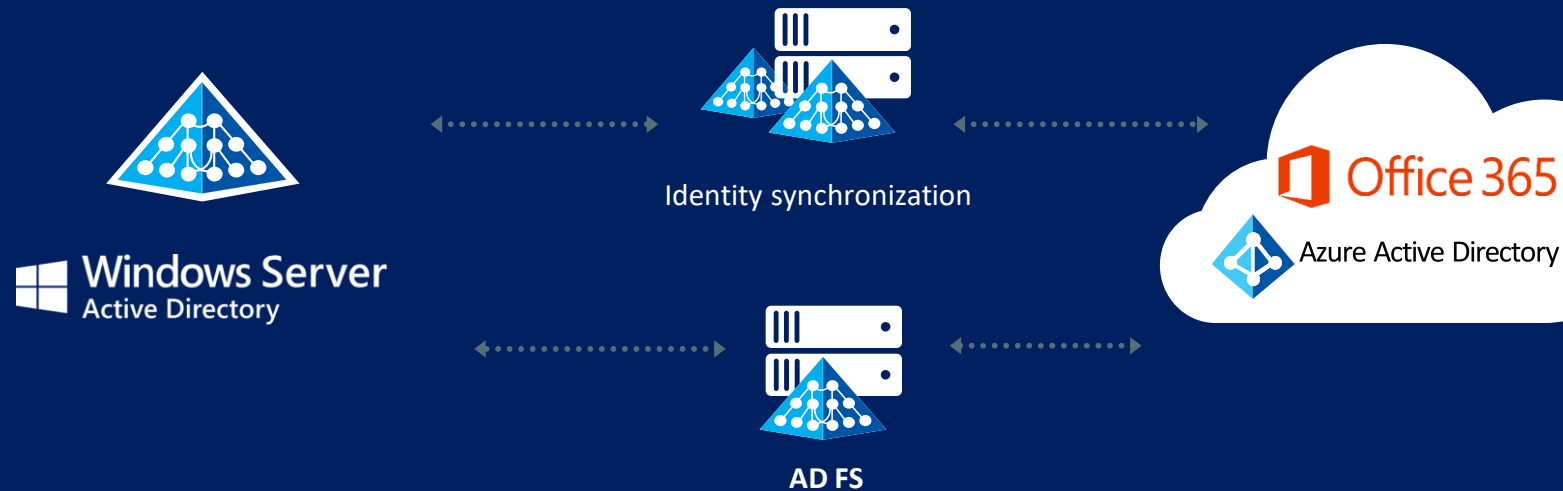 Identity synchronization
Windows Server
Active Directory
Office 365
Azure Active Directory
AD FS